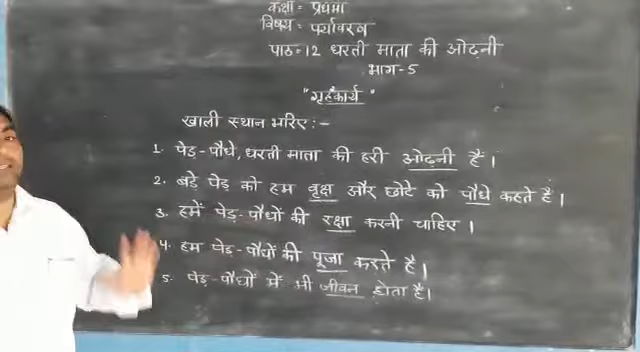 कक्षा = प्रथमा
विषय = पर्यावरण
पाठ = 12 धरती माता की ओढ़नी
भाग-5
"गृहकार्य"
खाली स्थान भरिए :-
1. पेड़-पौधे, धरती माता की हरी ओढ़नी हैं।
2. बड़े पेड़ को हम वृक्ष और छोटे को पौधे कहते हैं।
3. हमें पेड़-पौधों की रक्षा करनी चाहिए।
4. हम पेड़-पौधों की पूजा करते है।
5. पेड़-पौधों में भी जीवन होता है।